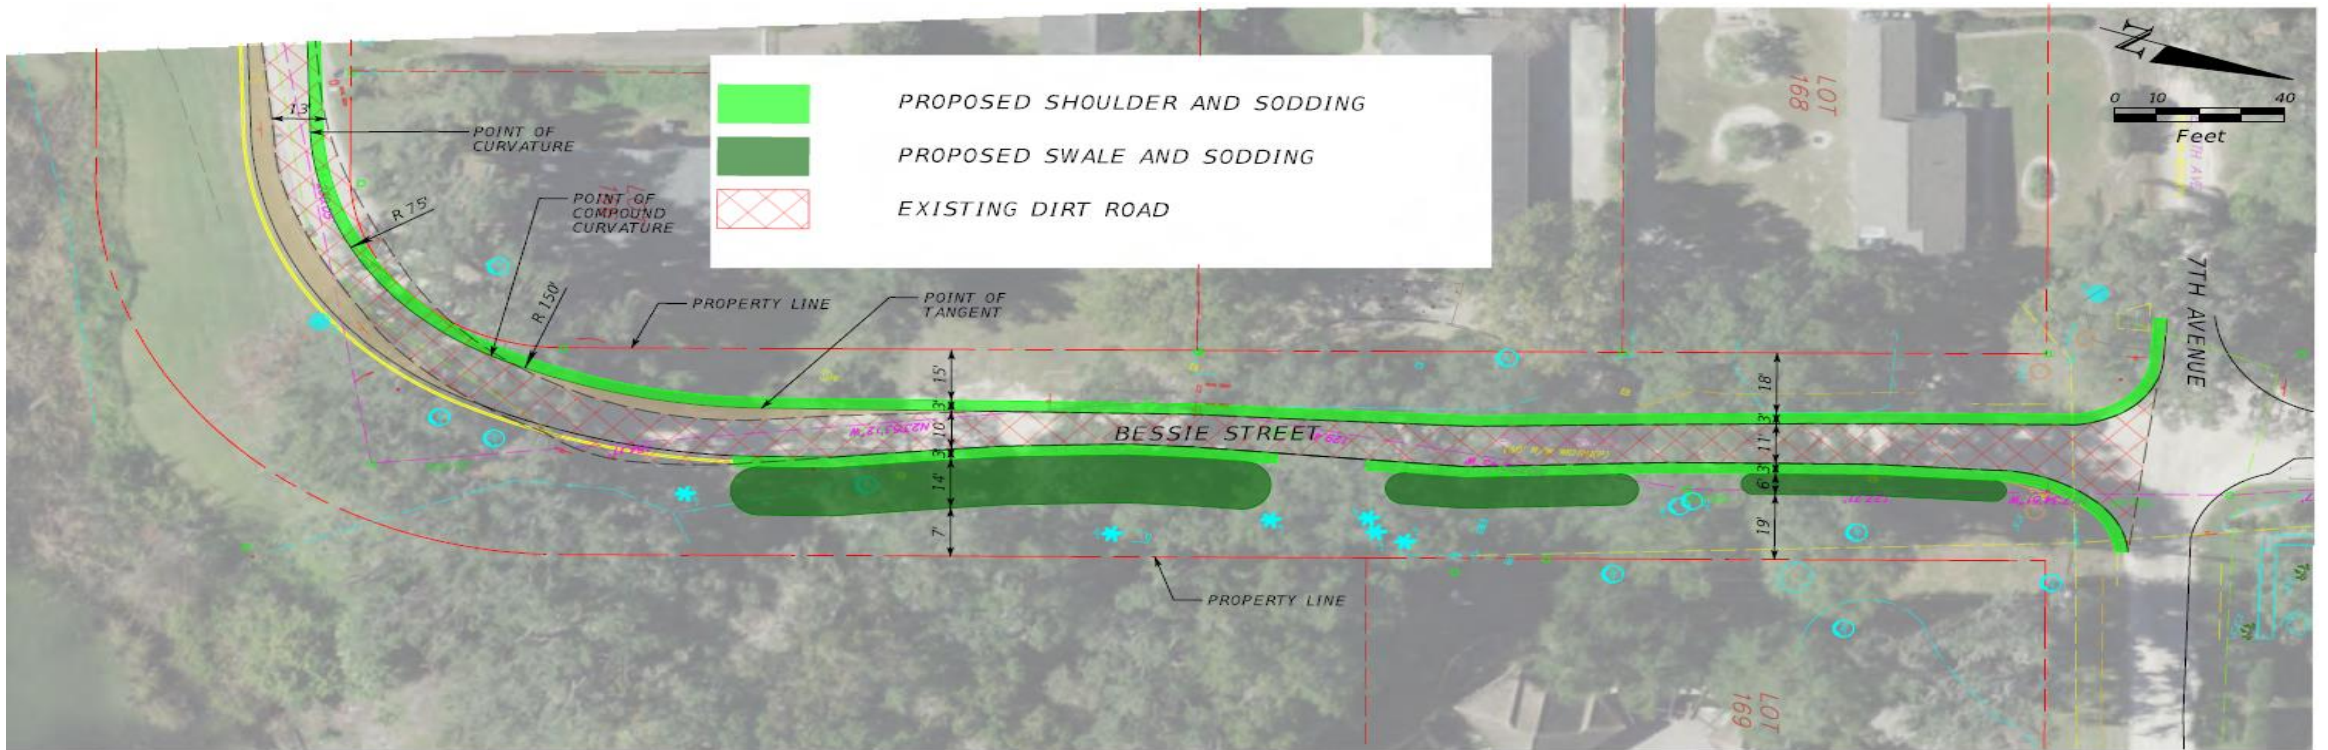 PROPOSED SHOULDER AND SODDING
PROPOSED SWALE AND SODDING
EXISTING DIRT ROAD
N
0 10 40
Feet
LOT
168
13'
POINT OF
CURVATURE
R 75'
POINT OF
COMPOUND
CURVATURE
R 150'
PROPERTY LINE
POINT OF
TANGENT
7TH AVENUE
15'
3'
10'
3'
14'
7'
BESSIE STREET
18'
3'
11'
3'
6'
19'
PROPERTY LINE
LOT
169